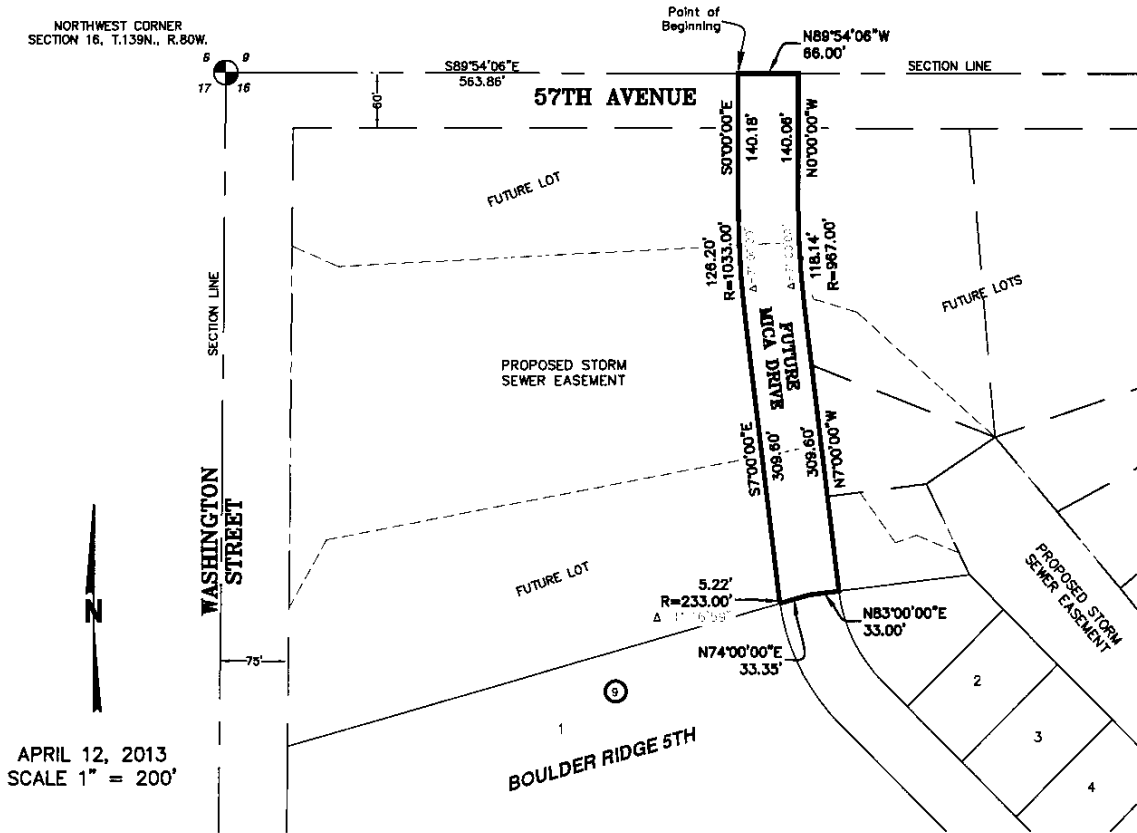 NORTHWEST CORNER
SECTION 16, T.139N., R.80W.
9
17
16
Point of
Beginning
N89°54'06"W
66.00'
S89°54'06"E
563.86'
SECTION LINE
60'
57TH AVENUE
S0°00'00"E
140.18'
140.06'
N0°00'00"W
FUTURE LOT
126.20'
R=1033.00'
118.14'
R=967.00'
SECTION LINE
FUTURE LOTS
FUTURE
MICA DRIVE
PROPOSED STORM
SEWER EASEMENT
S7°00'00"E
309.60'
309.60'
N7°00'00"W
WASHINGTON
STREET
N
FUTURE LOT
5.22'
R=233.00'
N83°00'00"E
33.00'
N74°00'00"E
33.35'
PROPOSED STORM
SEWER EASEMENT
75'
9
1
2
3
4
BOULDER RIDGE 5TH
APRIL 12, 2013
SCALE 1" = 200'